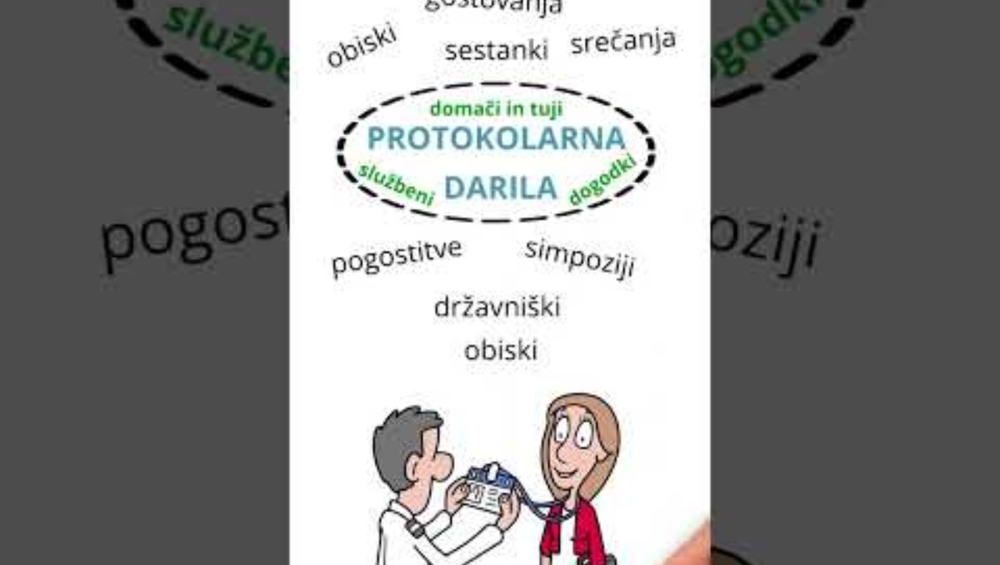 gostovanja
obiski
sestanki
srečanja
domači in tuji
PROTOKOLARNA
službeni
DARILA
dogodki
pogostitve
simpoziji
državniški
obiski